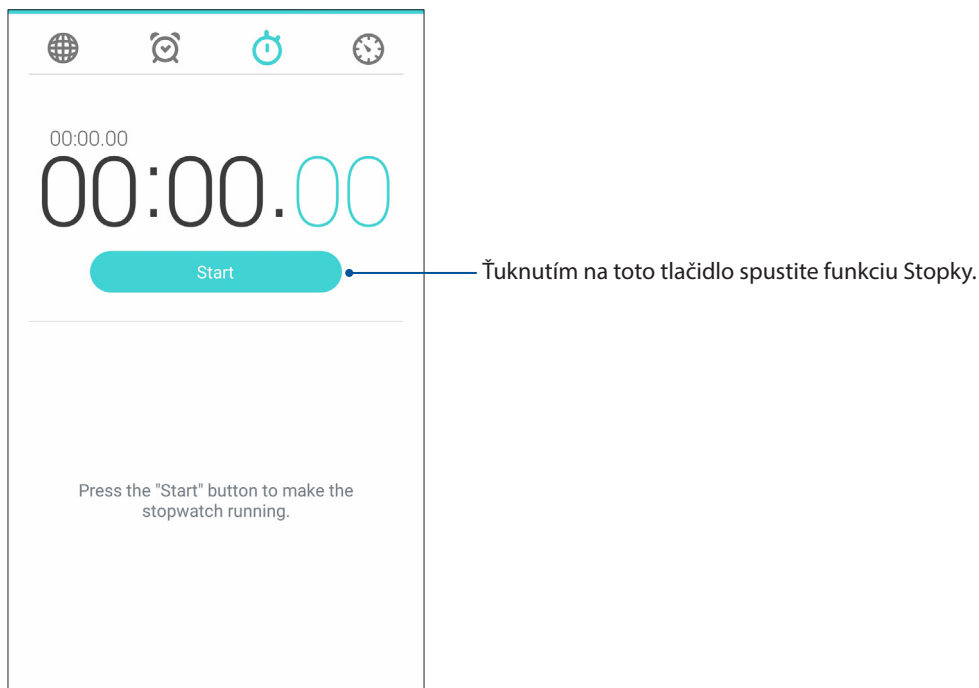 00:00.00
00:00.00
Start
Ťuknutím na toto tlačidlo spustite funkciu Stopky.
Press the "Start" button to make the
stopwatch running.